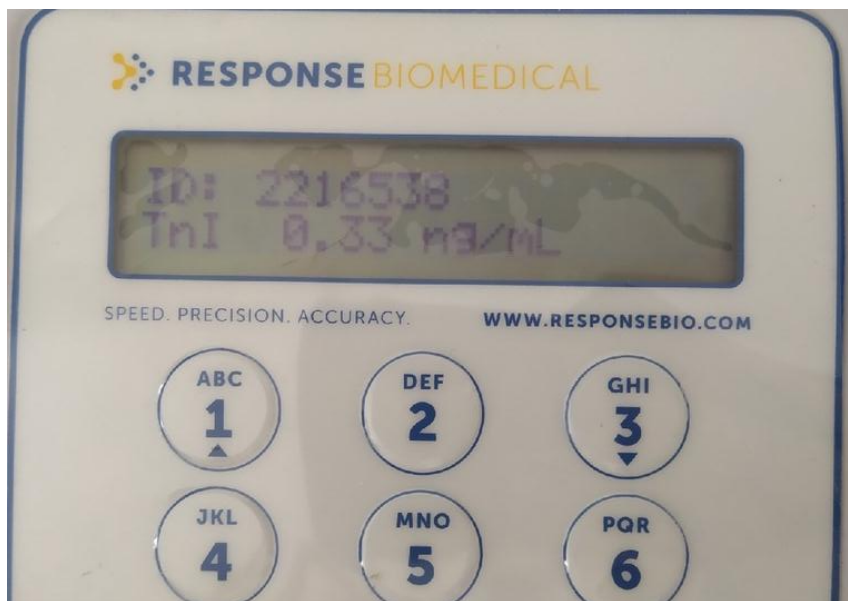 RESPONSE BIOMEDICAL
ID: 2216538
TnI 0.33 ng/mL
SPEED. PRECISION. ACCURACY. WWW.RESPONSEBIO.COM
ABC DEF GHI
1 2 3
JKL MNO PQR
4 5 6